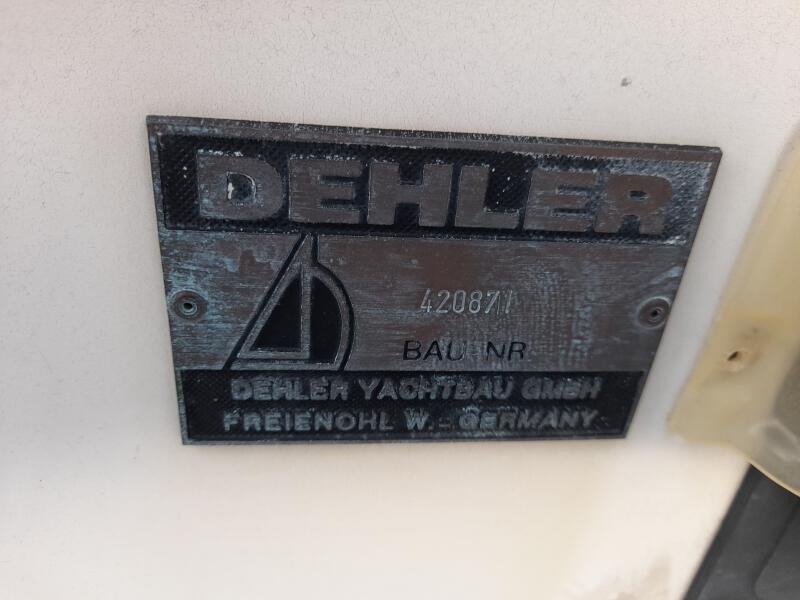 DEHLER
420871
BAU-NR
DEHLER YACHTBAU GMBH
FREIENOHL W.-GERMANY